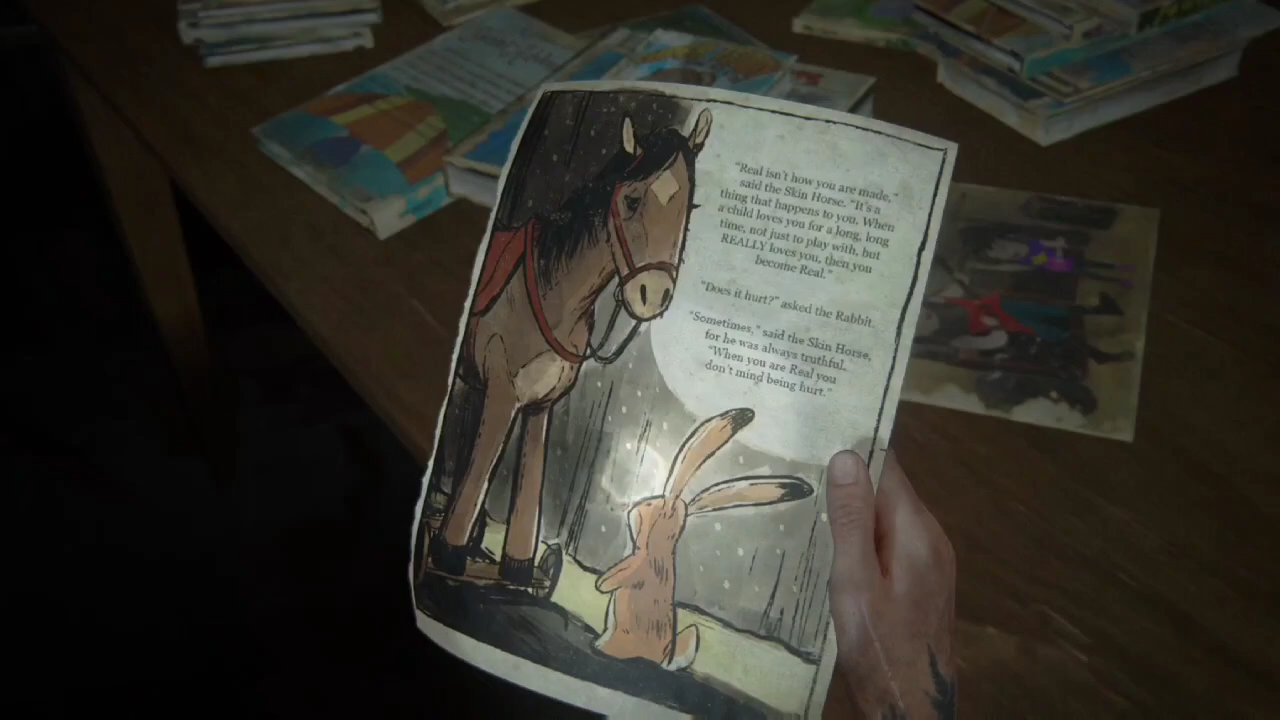 “Real isn’t how you are made,”
said the Skin Horse. “It’s a
thing that happens to you. When
a child loves you for a long, long
time, not just to play with, but
REALLY loves you, then you
become Real.”
“Does it hurt?” asked the Rabbit.
“Sometimes,” said the Skin Horse,
for he was always truthful.
“When you are Real you
don’t mind being hurt.”